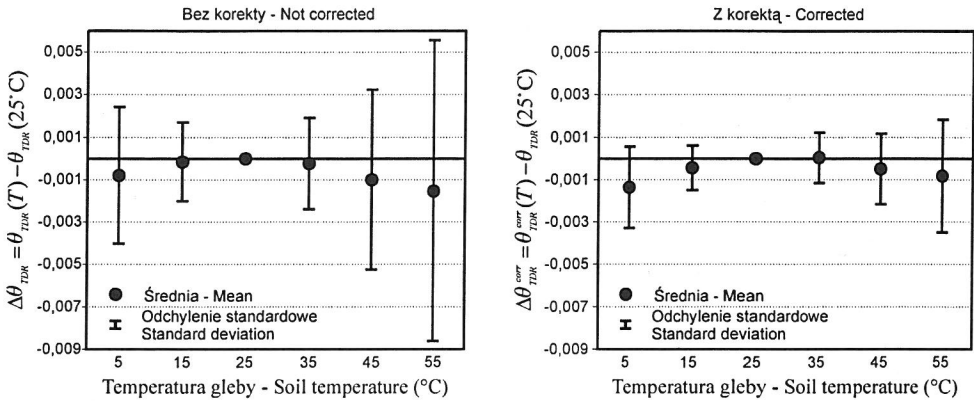 Bez korekty - Not corrected
0,005
0,003
0,001
-0,001
-0,003
-0,005
-0,007
-0,009
Δθ_TDR = θ_TDR (T) – θ_TDR (25°C)
Średnia - Mean
Odchylenie standardowe
Standard deviation
5 15 25 35 45 55
Temperatura gleby - Soil temperature (°C)
Z korektą - Corrected
0,005
0,003
0,001
-0,001
-0,003
-0,005
-0,007
-0,009
Δθ_TDR^corr = θ_TDR^corr (T) – θ_TDR (25°C)
Średnia - Mean
Odchylenie standardowe
Standard deviation
5 15 25 35 45 55
Temperatura gleby - Soil temperature (°C)